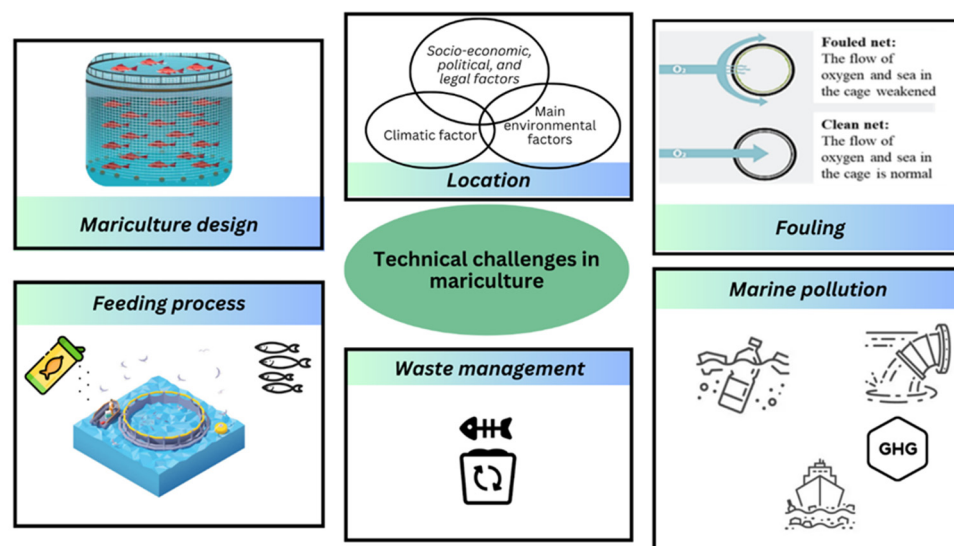 Mariculture design
Socio-economic,
political, and
legal factors
Climatic factor
Main
environmental
factors
Location
O₂
Fouled net:
The flow of
oxygen and sea in
the cage weakened
O₂
Clean net:
The flow of
oxygen and sea in
the cage is normal
Fouling
Technical challenges in
mariculture
Feeding process
Waste management
Marine pollution
GHG